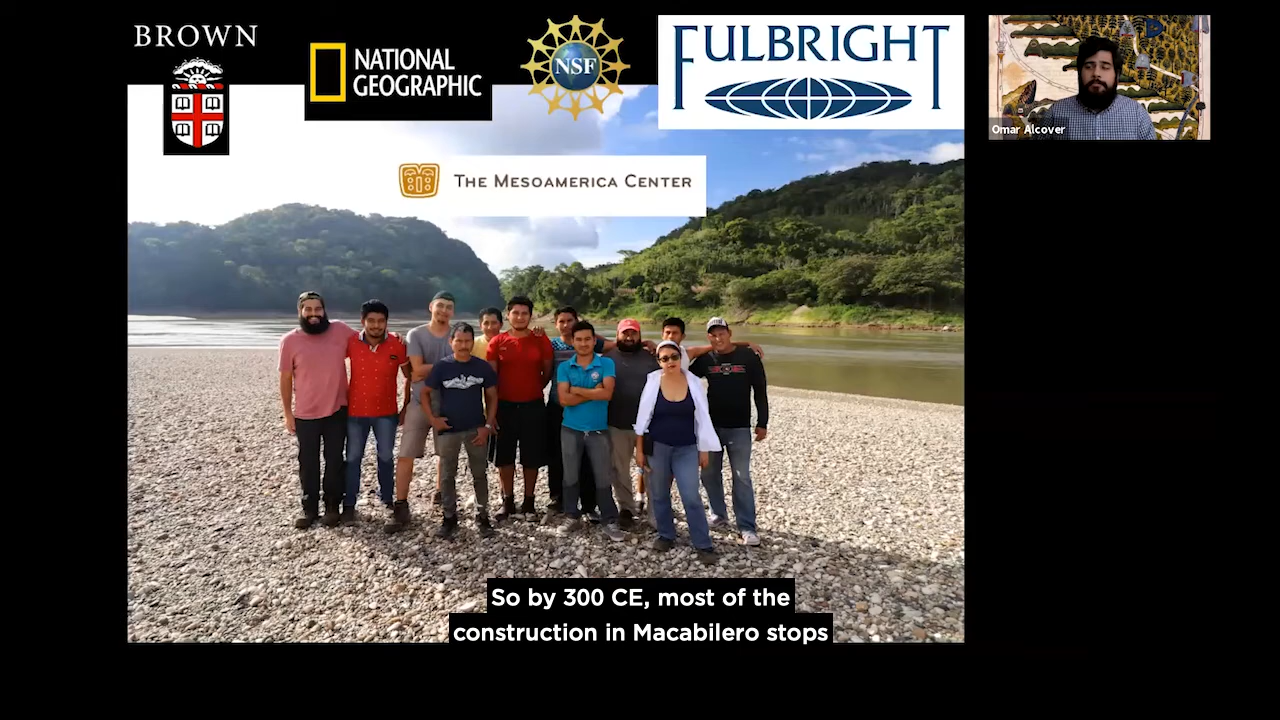 BROWN
NATIONAL
GEOGRAPHIC
NSF
FULBRIGHT
THE MESOAMERICA CENTER
Omar Alcover
So by 300 CE, most of the
construction in Macabilero stops